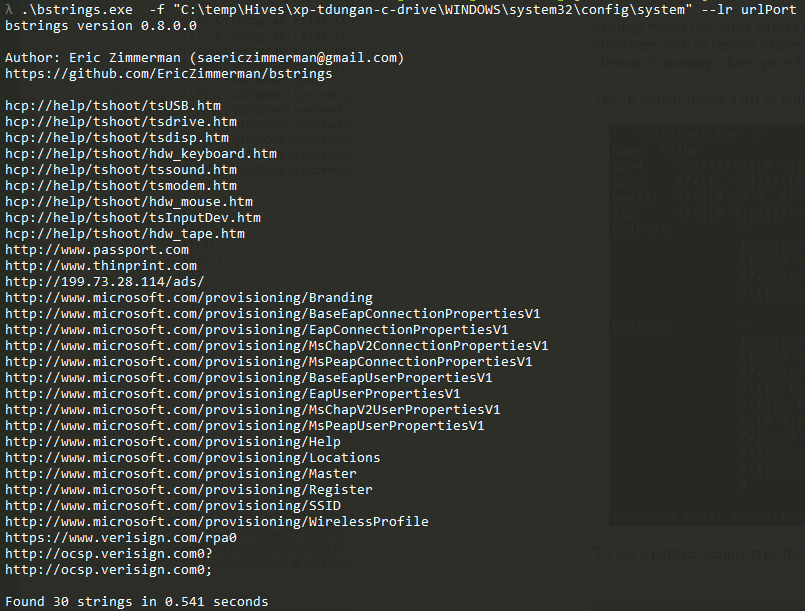 λ .\bstrings.exe  -f "C:\temp\Hives\xp-tdungan-c-drive\WINDOWS\system32\config\system" --lr urlPort
bstrings version 0.8.0.0
Author: Eric Zimmerman (saericzimmerman@gmail.com)
https://github.com/EricZimmerman/bstrings
hcp://help/tshoot/tsUSB.htm
hcp://help/tshoot/tsdrive.htm
hcp://help/tshoot/tsdisp.htm
hcp://help/tshoot/hdw_keyboard.htm
hcp://help/tshoot/tssound.htm
hcp://help/tshoot/tsmodem.htm
hcp://help/tshoot/hdw_mouse.htm
hcp://help/tshoot/tsInputDev.htm
hcp://help/tshoot/hdw_tape.htm
http://www.passport.com
http://www.thinprint.com
http://199.73.28.114/ads/
http://www.microsoft.com/provisioning/Branding
http://www.microsoft.com/provisioning/BaseEapConnectionPropertiesV1
http://www.microsoft.com/provisioning/EapConnectionPropertiesV1
http://www.microsoft.com/provisioning/MsChapV2ConnectionPropertiesV1
http://www.microsoft.com/provisioning/MsPeapConnectionPropertiesV1
http://www.microsoft.com/provisioning/BaseEapUserPropertiesV1
http://www.microsoft.com/provisioning/EapUserPropertiesV1
http://www.microsoft.com/provisioning/MsChapV2UserPropertiesV1
http://www.microsoft.com/provisioning/MsPeapUserPropertiesV1
http://www.microsoft.com/provisioning/Help
http://www.microsoft.com/provisioning/Locations
http://www.microsoft.com/provisioning/Master
http://www.microsoft.com/provisioning/Register
http://www.microsoft.com/provisioning/SSID
http://www.microsoft.com/provisioning/WirelessProfile
https://www.verisign.com/rpa0
http://ocsp.verisign.com0?
http://ocsp.verisign.com0;
Found 30 strings in 0.541 seconds